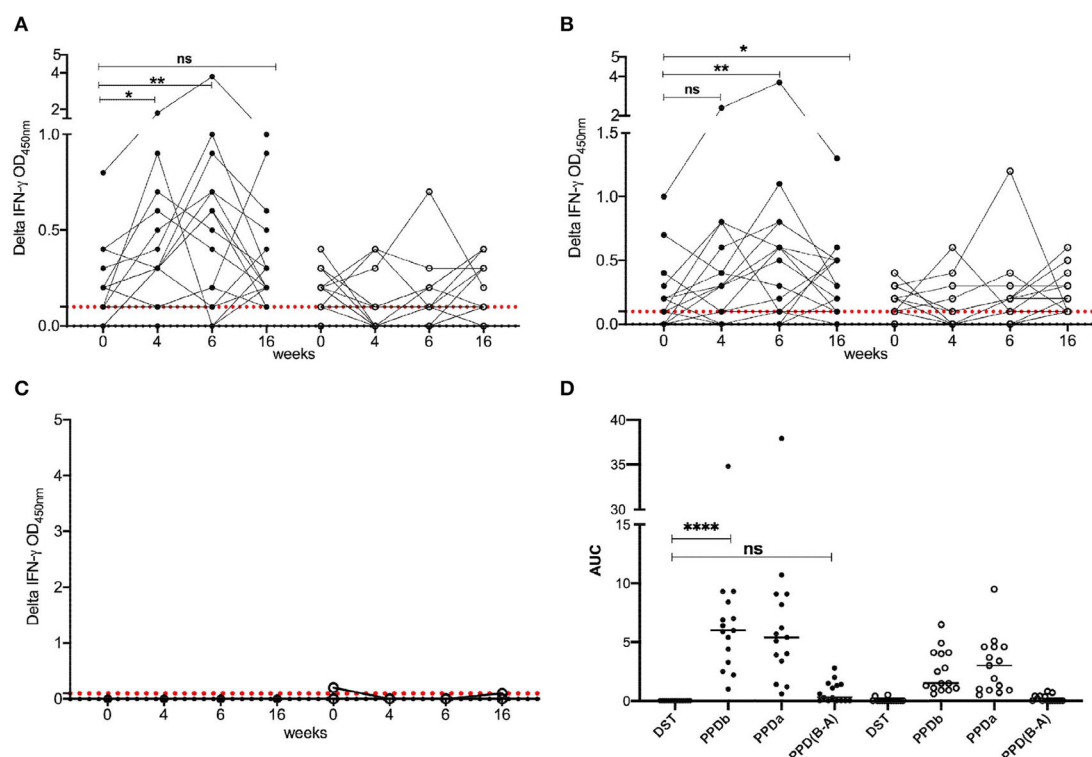 A
5
4
2
1.0
0.5
0.0
Delta IFN-γ OD450nm
ns
**
*
0 4 6 16 0 4 6 16
weeks
B
5
4
2
1.5
1.0
0.5
0.0
Delta IFN-γ OD450nm
*
**
ns
0 4 6 16 0 4 6 16
weeks
C
5
4
3
2
1
0
Delta IFN-γ OD450nm
0 4 6 16 0 4 6 16
weeks
D
40
35
30
15
10
5
0
AUC
****
ns
DST PPDb PPDa PPD(B-A) DST PPDb PPDa PPD(B-A)